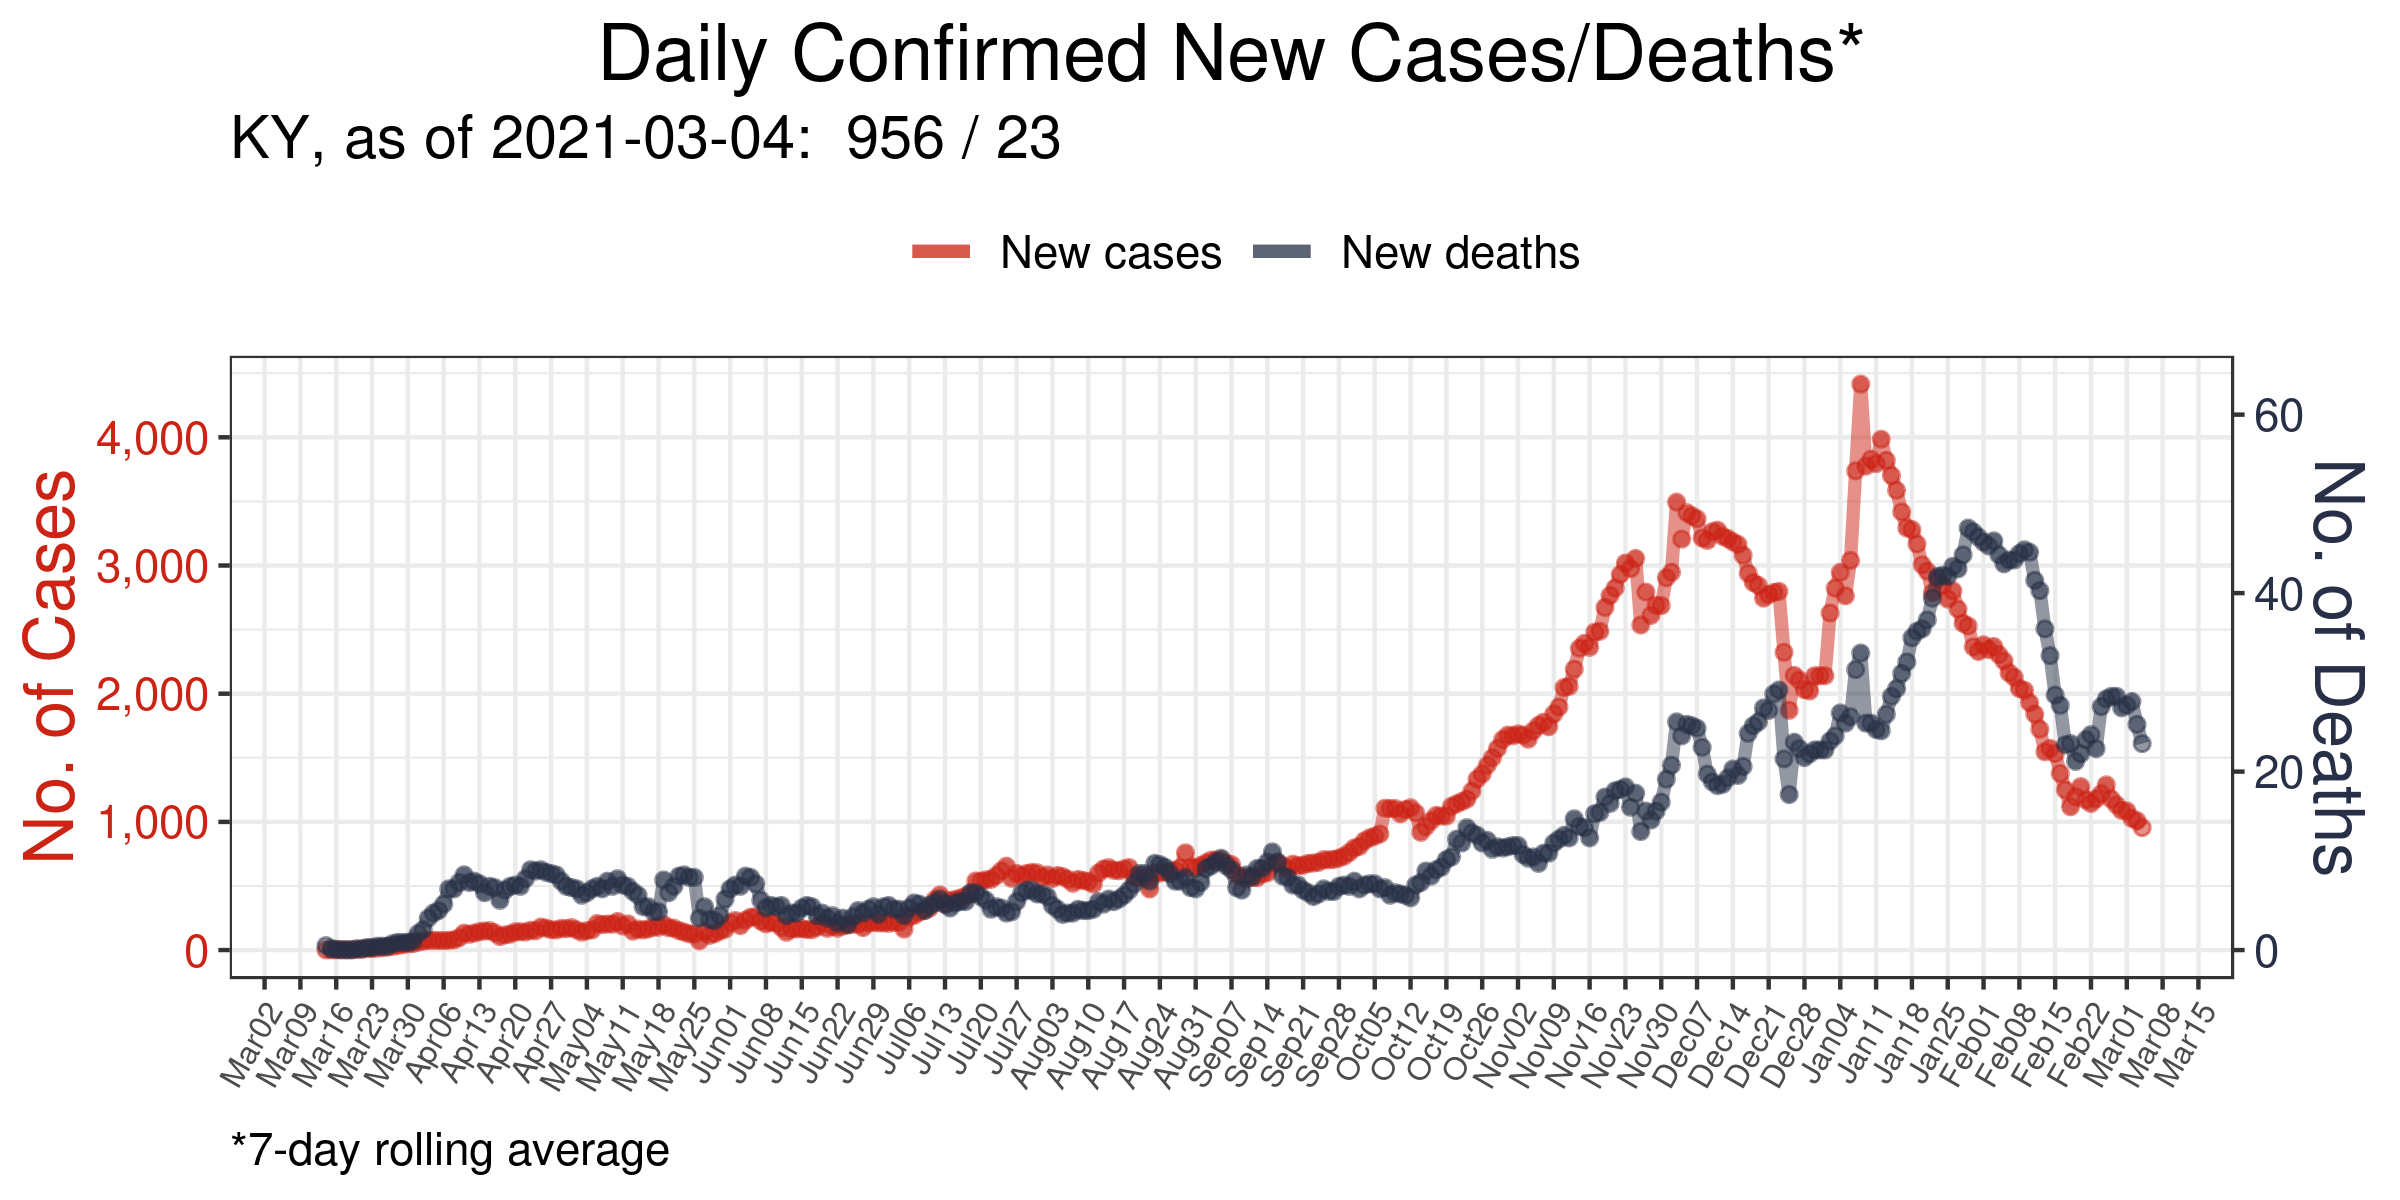 Daily Confirmed New Cases/Deaths*
KY, as of 2021-03-04:  956 / 23
New cases New deaths
No. of Cases
4,000
3,000
2,000
1,000
0
60
40
20
0
No. of Deaths
Mar02 Mar09 Mar16 Mar23 Mar30 Apr06 Apr13 Apr20 Apr27 May04 May11 May18 May25 Jun01 Jun08 Jun15 Jun22 Jun29 Jul06 Jul13 Jul20 Jul27 Aug03 Aug10 Aug17 Aug24 Aug31 Sep07 Sep14 Sep21 Sep28 Oct05 Oct12 Oct19 Oct26 Nov02 Nov09 Nov16 Nov23 Nov30 Dec07 Dec14 Dec21 Dec28 Jan04 Jan11 Jan18 Jan25 Feb01 Feb08 Feb15 Feb22 Mar01 Mar08 Mar15
*7-day rolling average